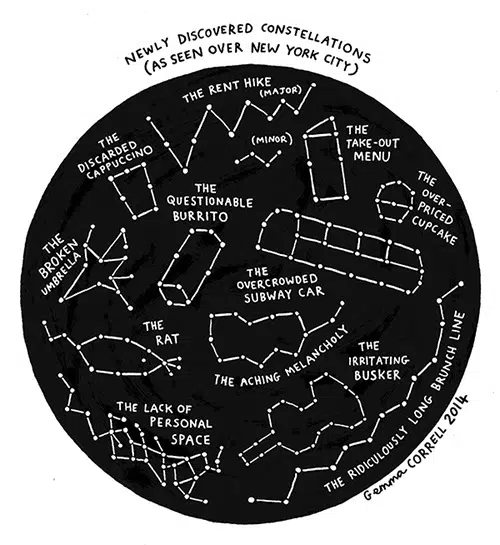 NEWLY DISCOVERED CONSTELLATIONS
(AS SEEN OVER NEW YORK CITY)
THE RENT HIKE
(MAJOR)
(MINOR)
THE
DISCARDED
CAPPUCCINO
THE
TAKE-OUT
MENU
THE
QUESTIONABLE
BURRITO
THE
OVER-
PRICED
CUPCAKE
THE
BROKEN
UMBRELLA
THE
OVERCROWDED
SUBWAY CAR
THE
RAT
THE ACHING MELANCHOLY
THE
IRRITATING
BUSKER
THE LACK OF
PERSONAL
SPACE
THE RIDICULOUSLY LONG BRUNCH LINE
Gemma CORRELL 2014